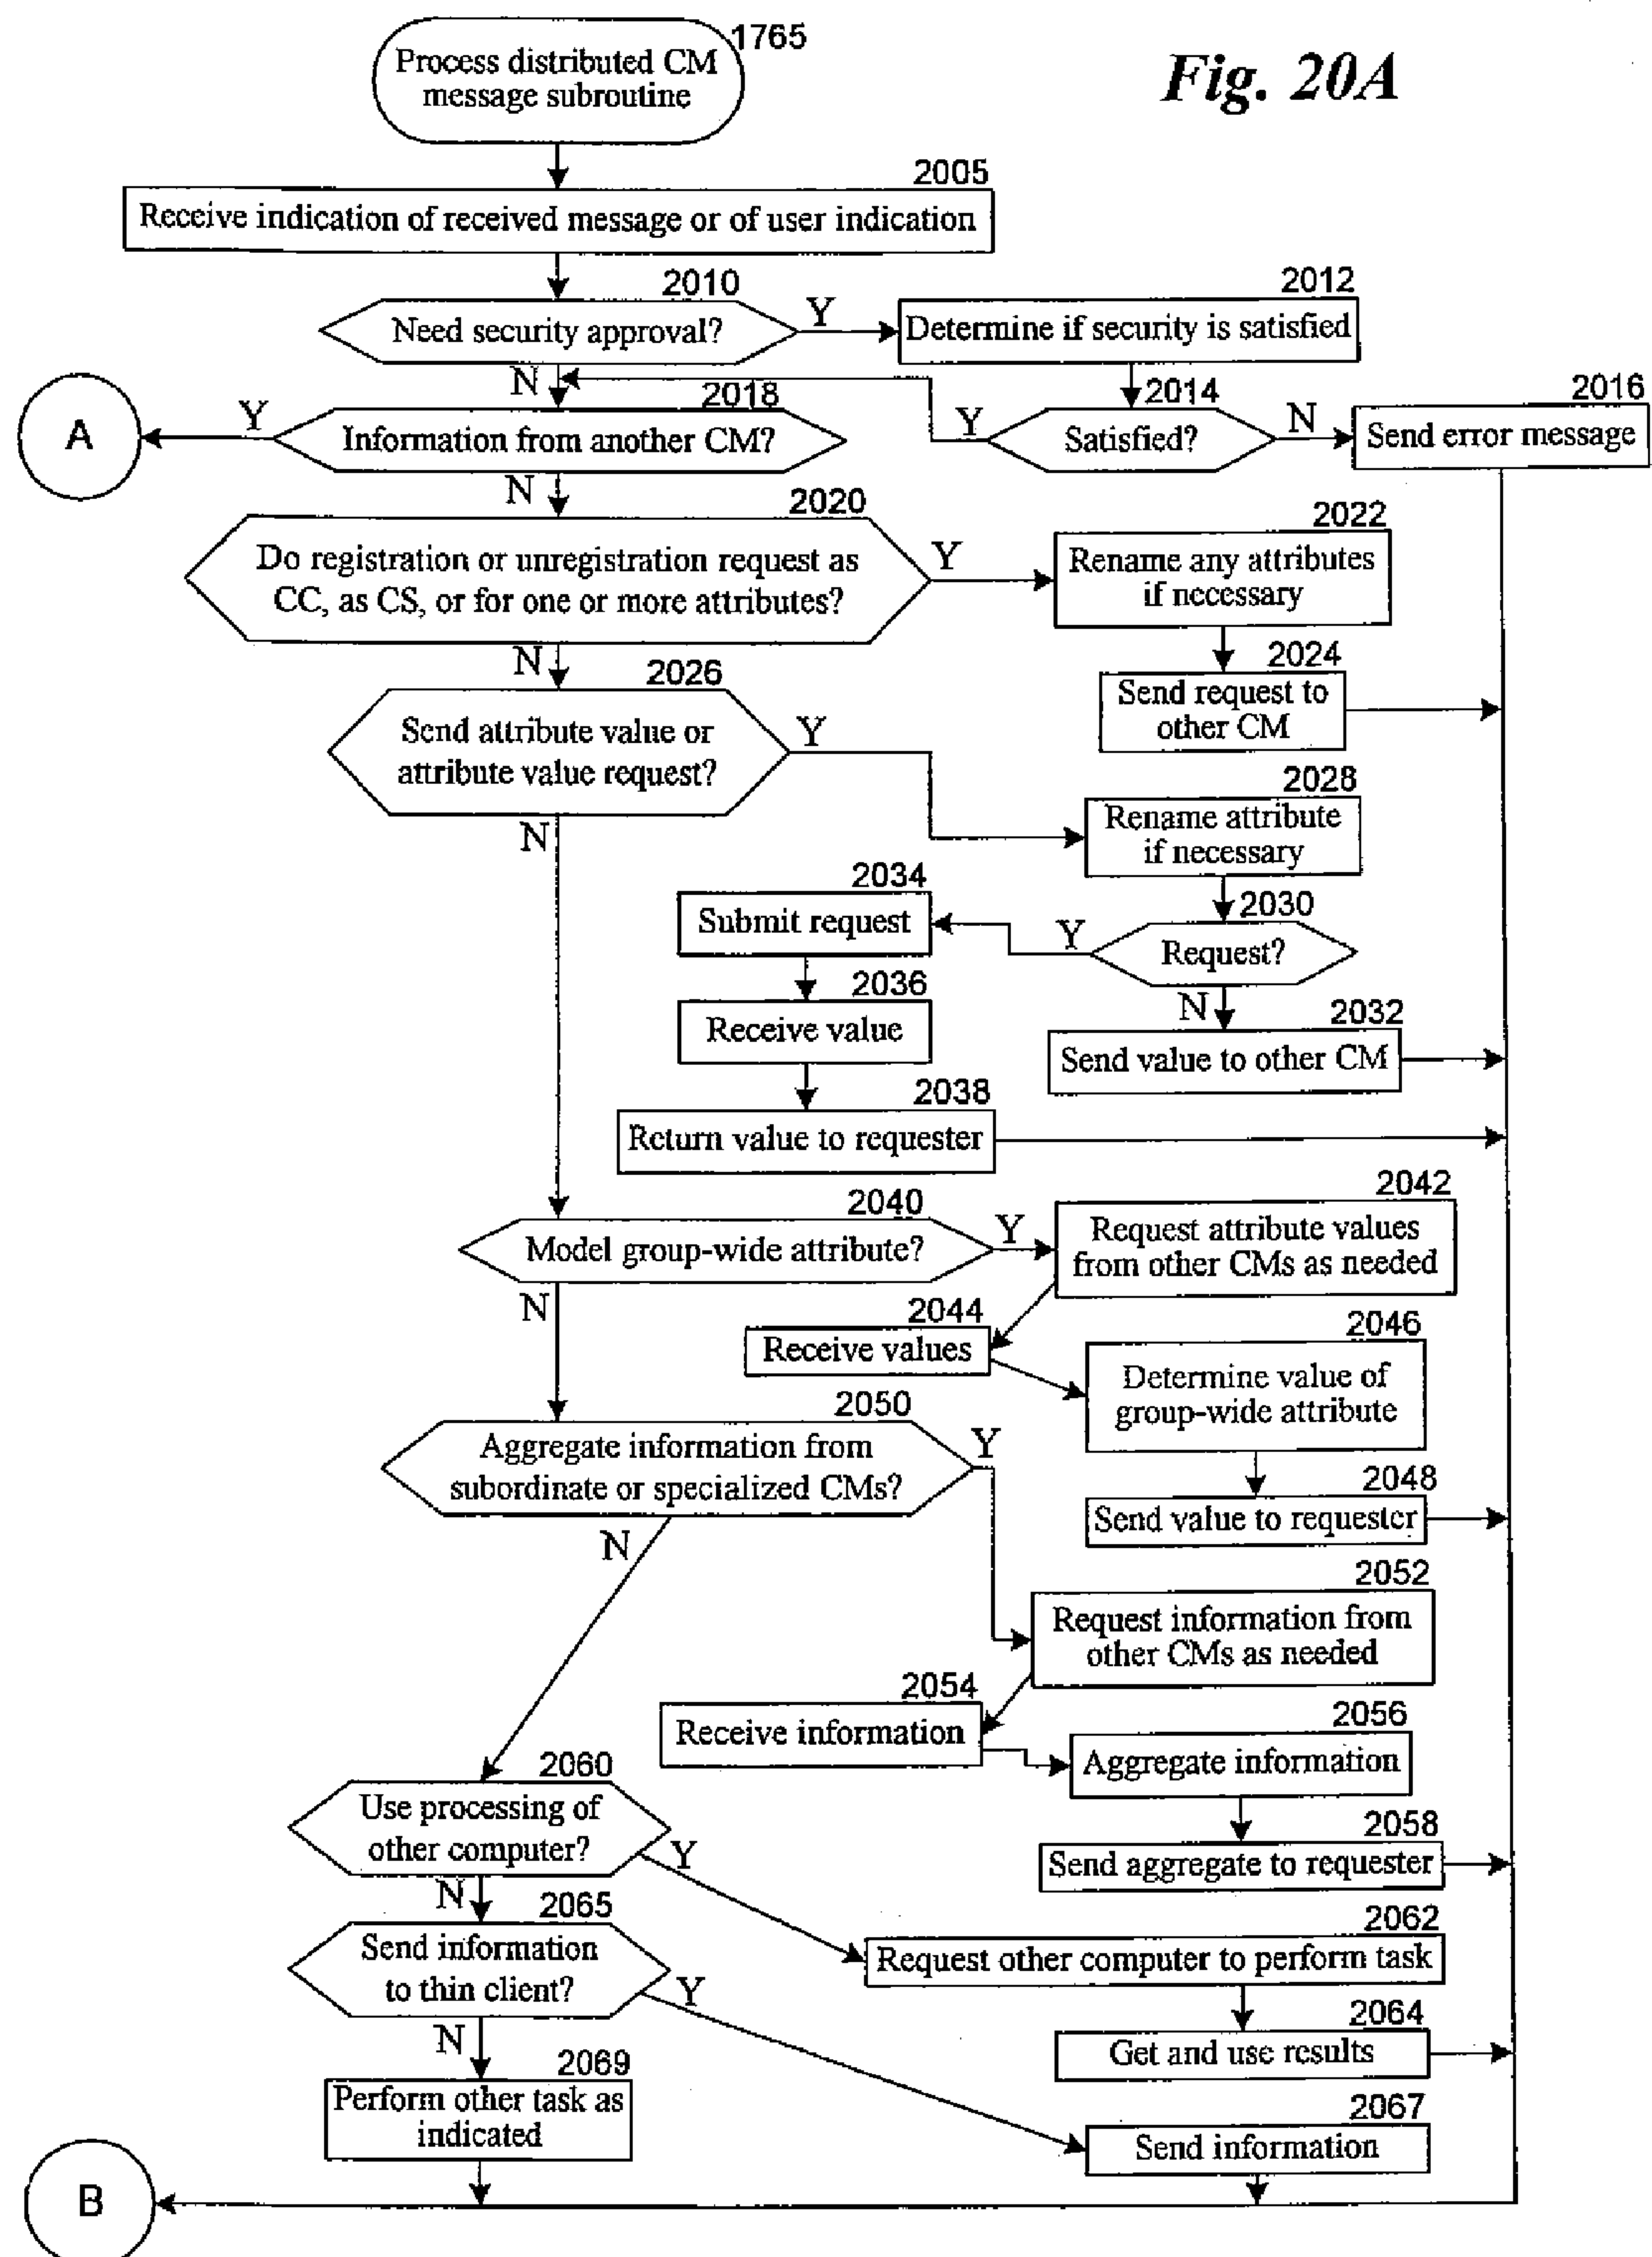 1765
Process distributed CM
message subroutine
Fig. 20A
2005
Receive indication of received message or of user indication
2010
Need security approval?
Y
2012
Determine if security is satisfied
N
2018
Information from another CM?
Y
A
2014
Satisfied?
Y
N
2016
Send error message
N
2020
Do registration or unregistration request as
CC, as CS, or for one or more attributes?
Y
2022
Rename any attributes
if necessary
2024
Send request to
other CM
N
2026
Send attribute value or
attribute value request?
Y
2028
Rename attribute
if necessary
2030
Request?
Y
2034
Submit request
2036
Receive value
2038
Return value to requester
N
2032
Send value to other CM
N
2040
Model group-wide attribute?
Y
2042
Request attribute values
from other CMs as needed
2044
Receive values
2046
Determine value of
group-wide attribute
2048
Send value to requester
N
2050
Aggregate information from
subordinate or specialized CMs?
Y
2052
Request information from
other CMs as needed
2054
Receive information
2056
Aggregate information
2058
Send aggregate to requester
N
2060
Use processing of
other computer?
Y
2062
Request other computer to perform task
2064
Get and use results
N
2065
Send information
to thin client?
Y
2067
Send information
N
2069
Perform other task as
indicated
B